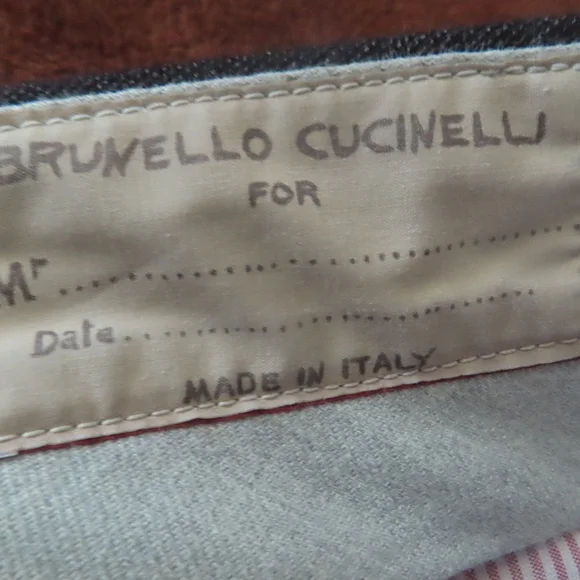 BRUNELLO CUCINELLI
FOR
Mr..............................
Date..............................
MADE IN ITALY